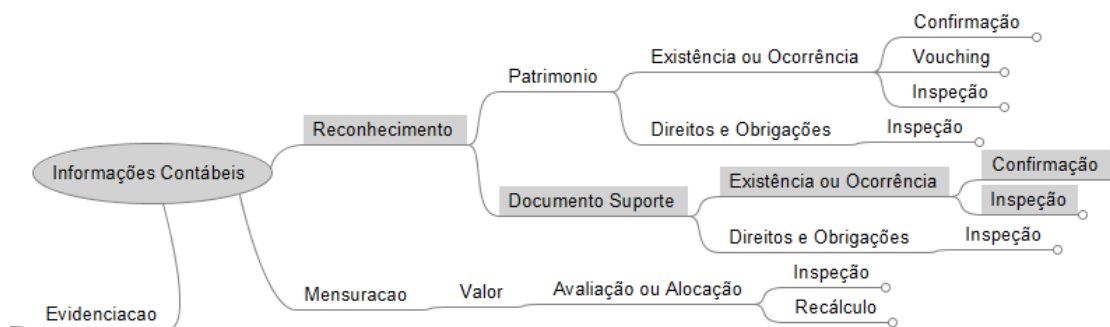 Informações Contábeis
Reconhecimento
Patrimonio
Existência ou Ocorrência
Confirmação
Vouching
Inspeção
Direitos e Obrigações
Inspeção
Documento Suporte
Existência ou Ocorrência
Confirmação
Inspeção
Direitos e Obrigações
Inspeção
Mensuracao
Valor
Avaliação ou Alocação
Inspeção
Recálculo
Evidenciacao